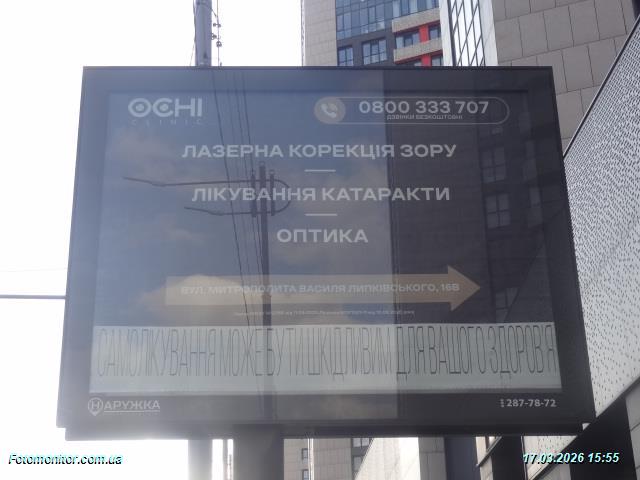 OCHI
CLINIC
0800 333 707
ДЗВІНКИ БЕЗКОШТОВНІ
ЛАЗЕРНА КОРЕКЦІЯ ЗОРУ
ЛІКУВАННЯ КАТАРАКТИ
ОПТИКА
ВУЛ. МИТРОПОЛИТА ВАСИЛЯ ЛИПКІВСЬКОГО, 16В
САМОЛІКУВАННЯ МОЖЕ БУТИ ШКІДЛИВИМ ДЛЯ ВАШОГО ЗДОРОВ'Я
НАРУЖКА
287-78-72
Fotomonitor.com.ua
17.03.2026 15:55